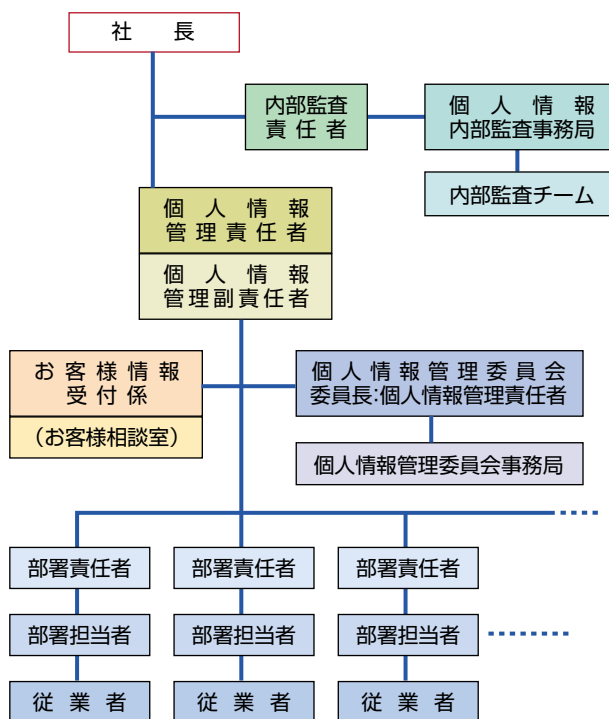 社長
内部監査
責任者
個人情報
内部監査事務局
内部監査チーム
個人情報
管理責任者
個人情報
管理副責任者
お客様情報
受付係
（お客様相談室）
個人情報管理委員会
委員長：個人情報管理責任者
個人情報管理委員会事務局
部署責任者
部署責任者
部署責任者
部署担当者
部署担当者
部署担当者
従業者
従業者
従業者